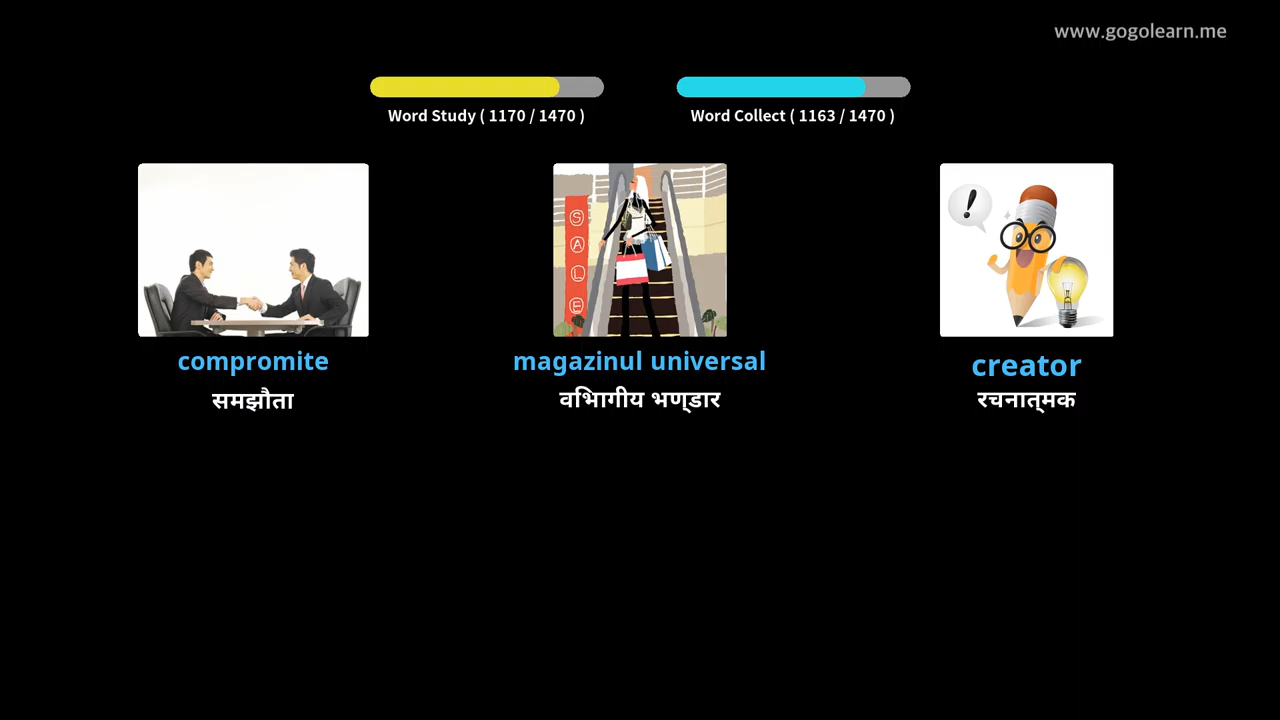 www.gogolearn.me
Word Study ( 1170 / 1470 )
Word Collect ( 1163 / 1470 )
SALE
!
compromite
magazinul universal
creator
समझौता
विभागीय भण्डार
रचनात्मक